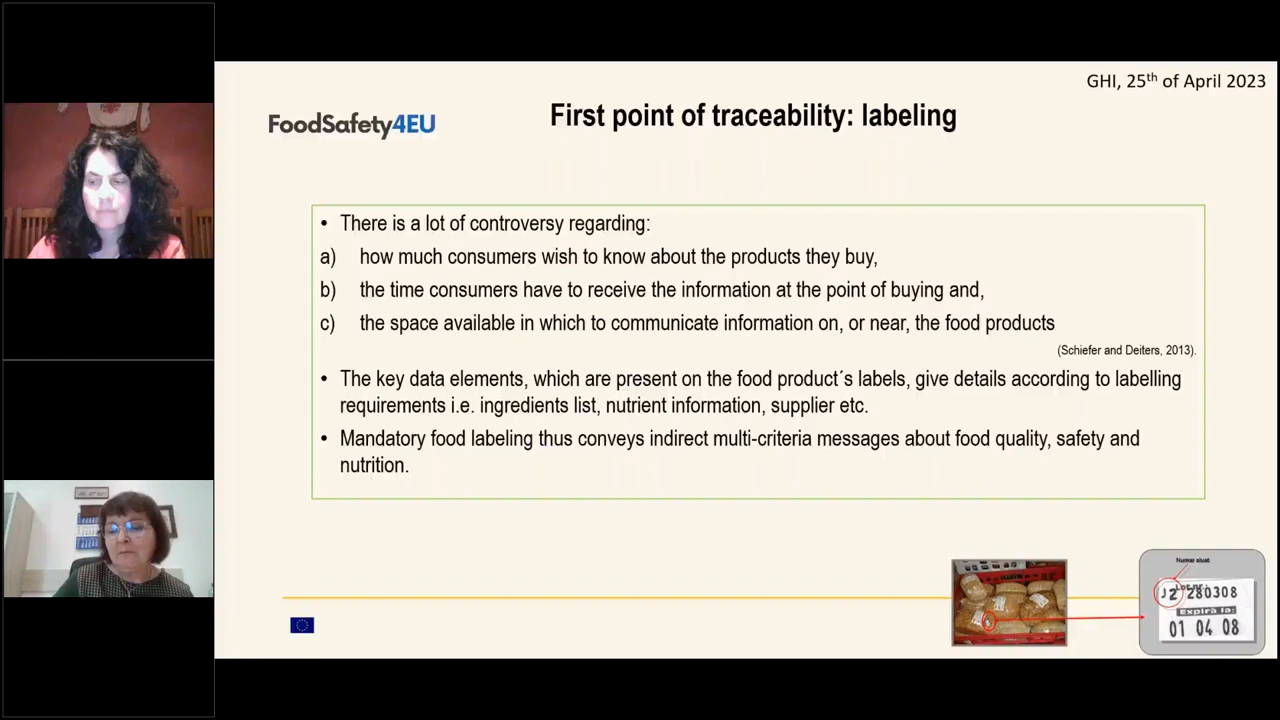 GHI, 25th of April 2023
FoodSafety4EU
First point of traceability: labeling
• There is a lot of controversy regarding:
a) how much consumers wish to know about the products they buy,
b) the time consumers have to receive the information at the point of buying and,
c) the space available in which to communicate information on, or near, the food products
(Schiefer and Deiters, 2013).
• The key data elements, which are present on the food product´s labels, give details according to labelling
requirements i.e. ingredients list, nutrient information, supplier etc.
• Mandatory food labeling thus conveys indirect multi-criteria messages about food quality, safety and
nutrition.
Lot nr.:
J2 280308
Expiră la:
01 04 08